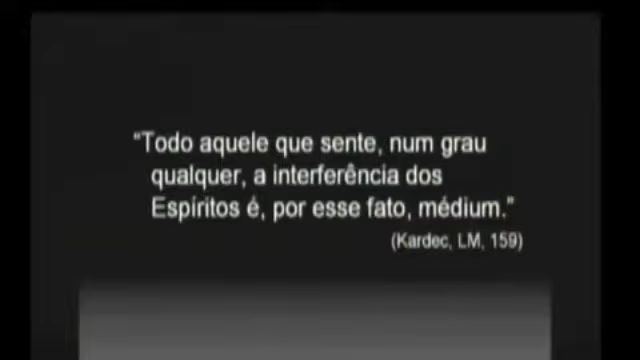 "Todo aquele que sente, num grau
qualquer, a interferência dos
Espíritos é, por esse fato, médium."
(Kardec, LM, 159)